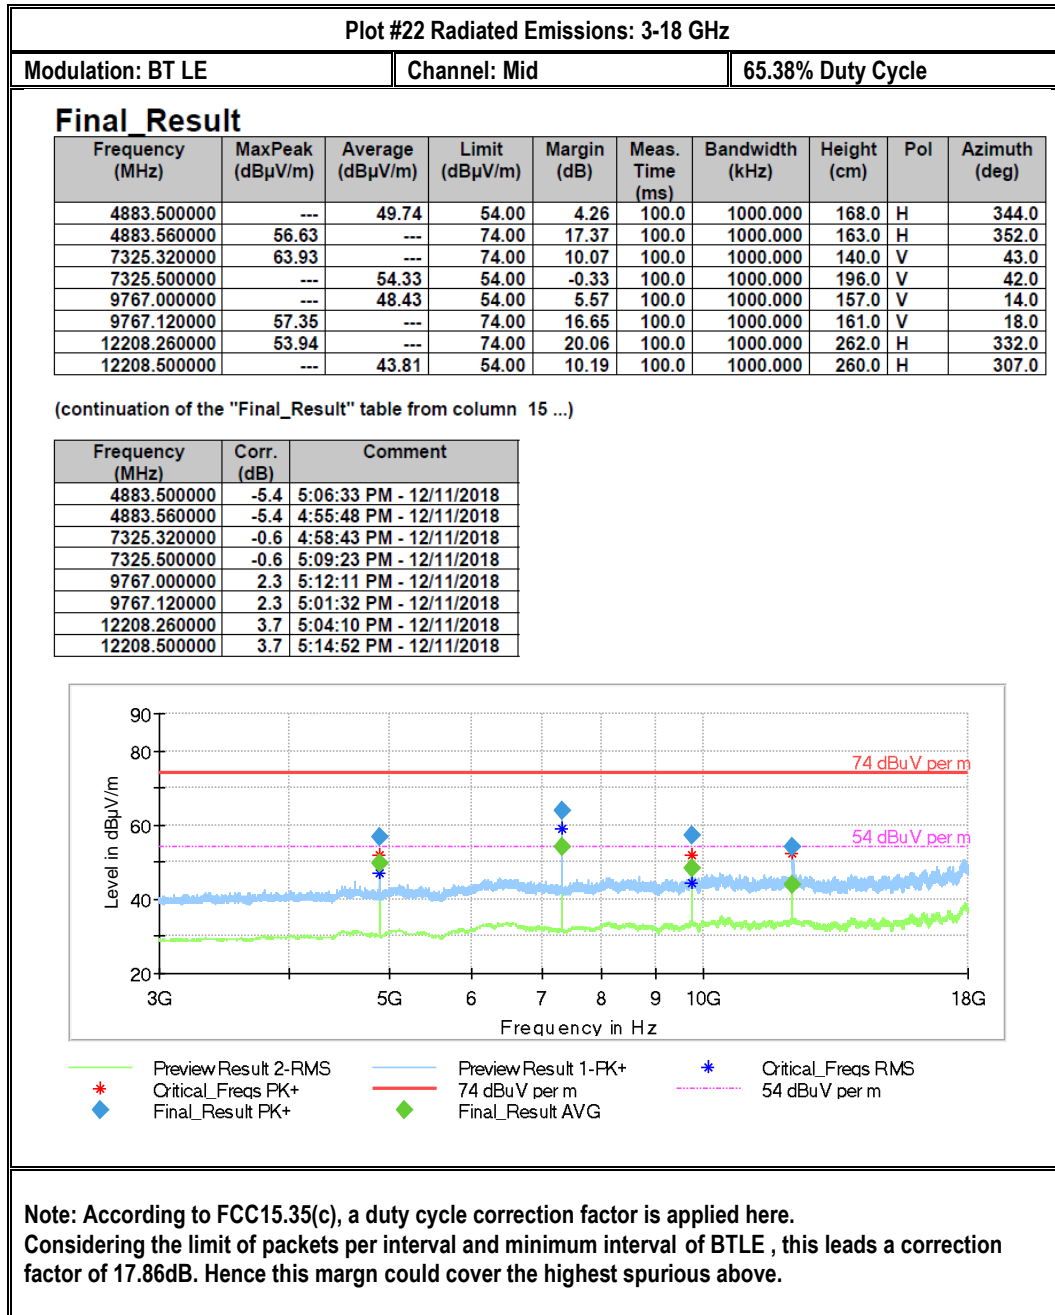 Plot #22 Radiated Emissions: 3-18 GHz
Modulation: BT LE Channel: Mid 65.38% Duty Cycle
Final_Result
Frequency (MHz) MaxPeak (dBµV/m) Average (dBµV/m) Limit (dBµV/m) Margin (dB) Meas. Time (ms) Bandwidth (kHz) Height (cm) Pol Azimuth (deg)
4883.500000 --- 49.74 54.00 4.26 100.0 1000.000 168.0 H 344.0
4883.560000 56.63 --- 74.00 17.37 100.0 1000.000 163.0 H 352.0
7325.320000 63.93 --- 74.00 10.07 100.0 1000.000 140.0 V 43.0
7325.500000 --- 54.33 54.00 -0.33 100.0 1000.000 196.0 V 42.0
9767.000000 --- 48.43 54.00 5.57 100.0 1000.000 157.0 V 14.0
9767.120000 57.35 --- 74.00 16.65 100.0 1000.000 161.0 V 18.0
12208.260000 53.94 --- 74.00 20.06 100.0 1000.000 262.0 H 332.0
12208.500000 --- 43.81 54.00 10.19 100.0 1000.000 260.0 H 307.0
(continuation of the "Final_Result" table from column 15 ...)
Frequency (MHz) Corr. (dB) Comment
4883.500000 -5.4 5:06:33 PM - 12/11/2018
4883.560000 -5.4 4:55:48 PM - 12/11/2018
7325.320000 -0.6 4:58:43 PM - 12/11/2018
7325.500000 -0.6 5:09:23 PM - 12/11/2018
9767.000000 2.3 5:12:11 PM - 12/11/2018
9767.120000 2.3 5:01:32 PM - 12/11/2018
12208.260000 3.7 5:04:10 PM - 12/11/2018
12208.500000 3.7 5:14:52 PM - 12/11/2018
90
80
74 dBuV per m
60
54 dBuV per m
40
20
Level in dBµV/m
3G 5G 6 7 8 9 10G 18G
Frequency in Hz
Preview Result 2-RMS Preview Result 1-PK+ Critical_Freqs RMS
Critical_Freqs PK+ 74 dBuV per m 54 dBuV per m
Final_Result PK+ Final_Result AVG
Note: According to FCC15.35(c), a duty cycle correction factor is applied here.
Considering the limit of packets per interval and minimum interval of BTLE , this leads a correction
factor of 17.86dB. Hence this margn could cover the highest spurious above.